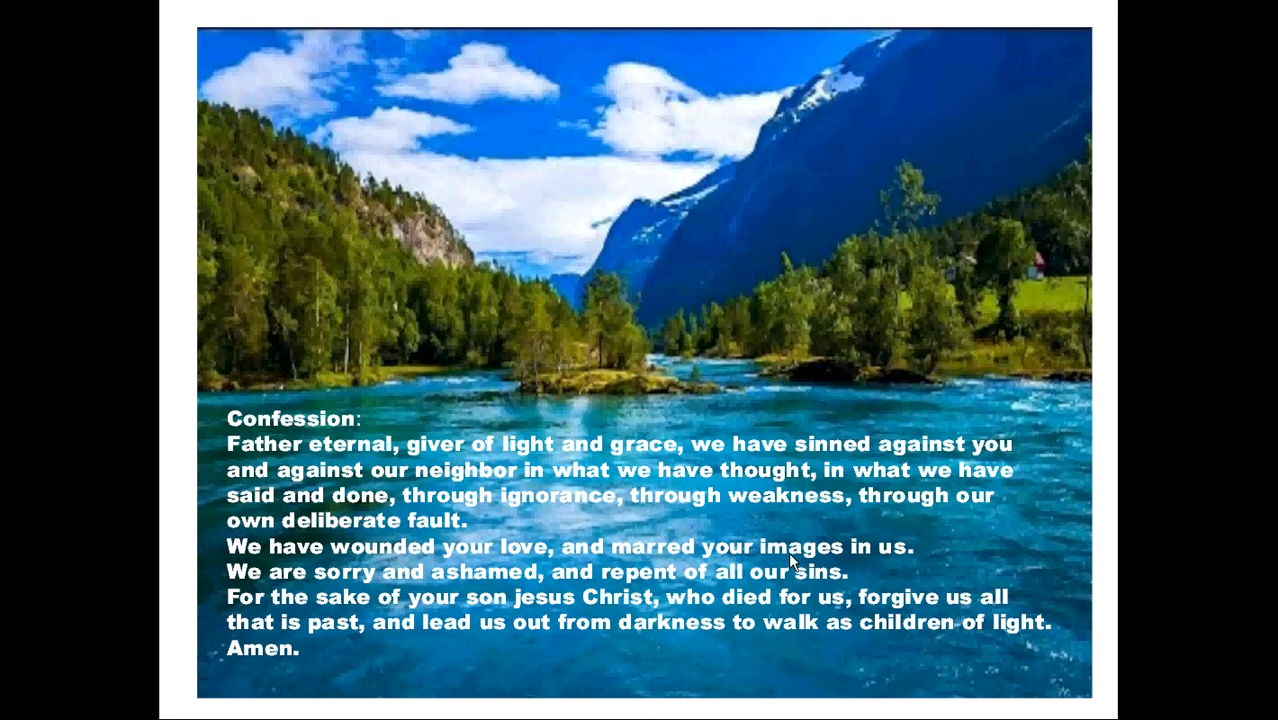 Confession:
Father eternal, giver of light and grace, we have sinned against you
and against our neighbor in what we have thought, in what we have
said and done, through ignorance, through weakness, through our
own deliberate fault.
We have wounded your love, and marred your images in us.
We are sorry and ashamed, and repent of all our sins.
For the sake of your son jesus Christ, who died for us, forgive us all
that is past, and lead us out from darkness to walk as children of light.
Amen.